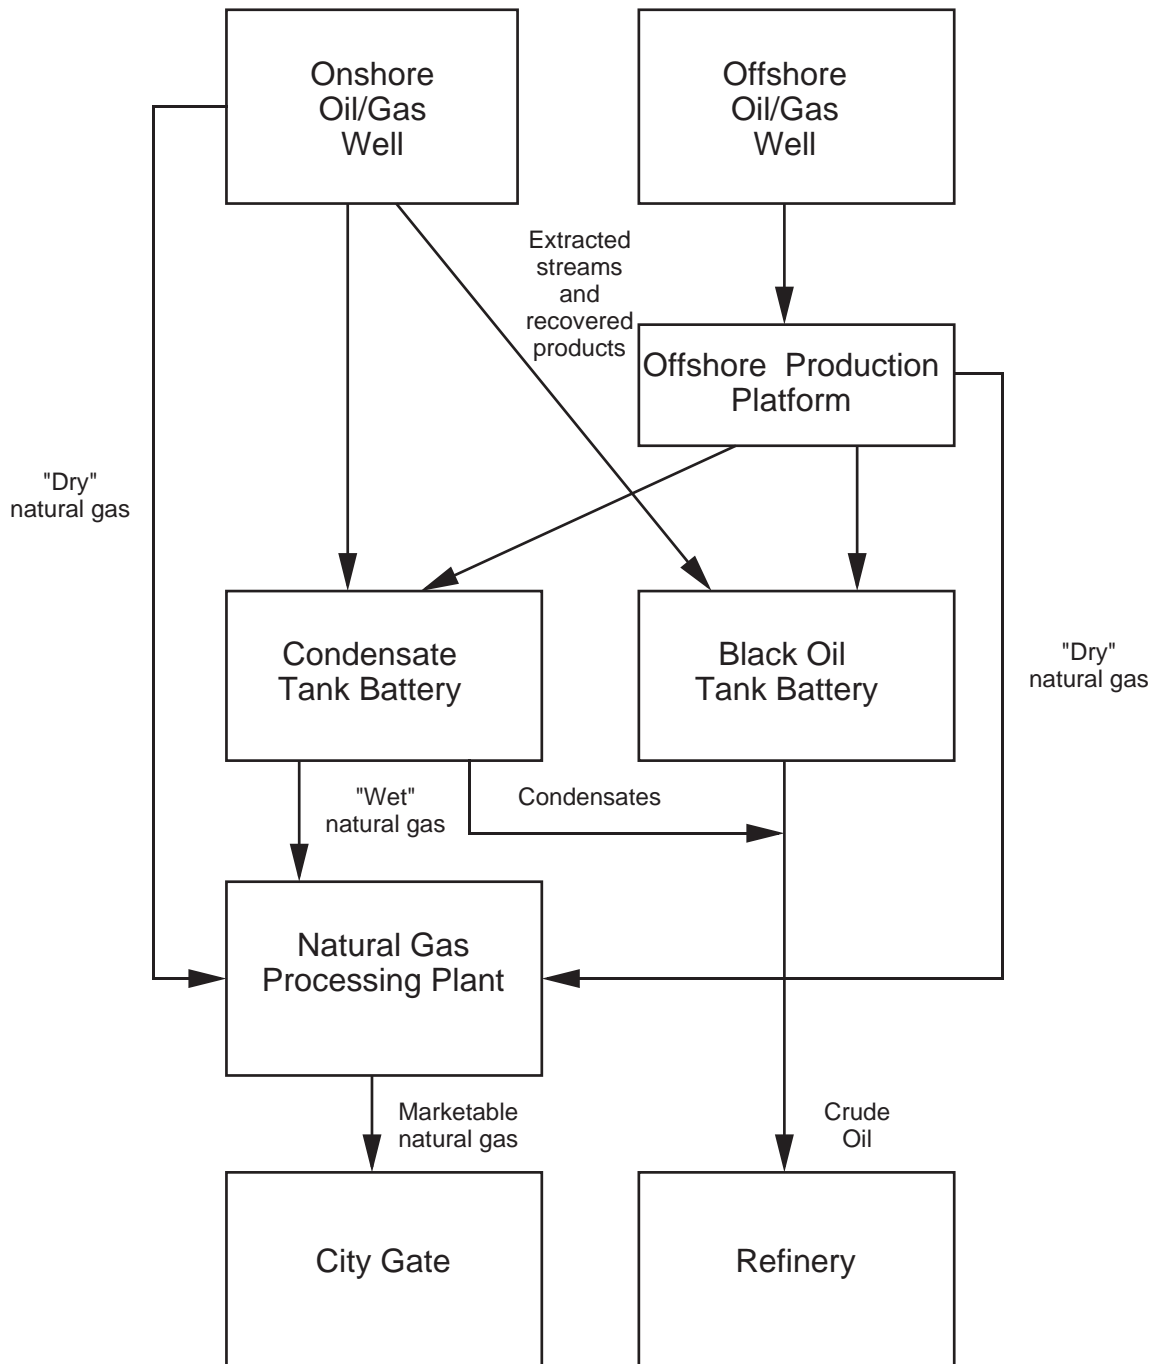 Onshore
Oil/Gas
Well
Offshore
Oil/Gas
Well
Extracted
streams
and
recovered
products
Offshore Production
Platform
"Dry"
natural gas
Condensate
Tank Battery
Black Oil
Tank Battery
"Dry"
natural gas
"Wet"
natural gas
Condensates
Natural Gas
Processing Plant
Marketable
natural gas
Crude
Oil
City Gate
Refinery